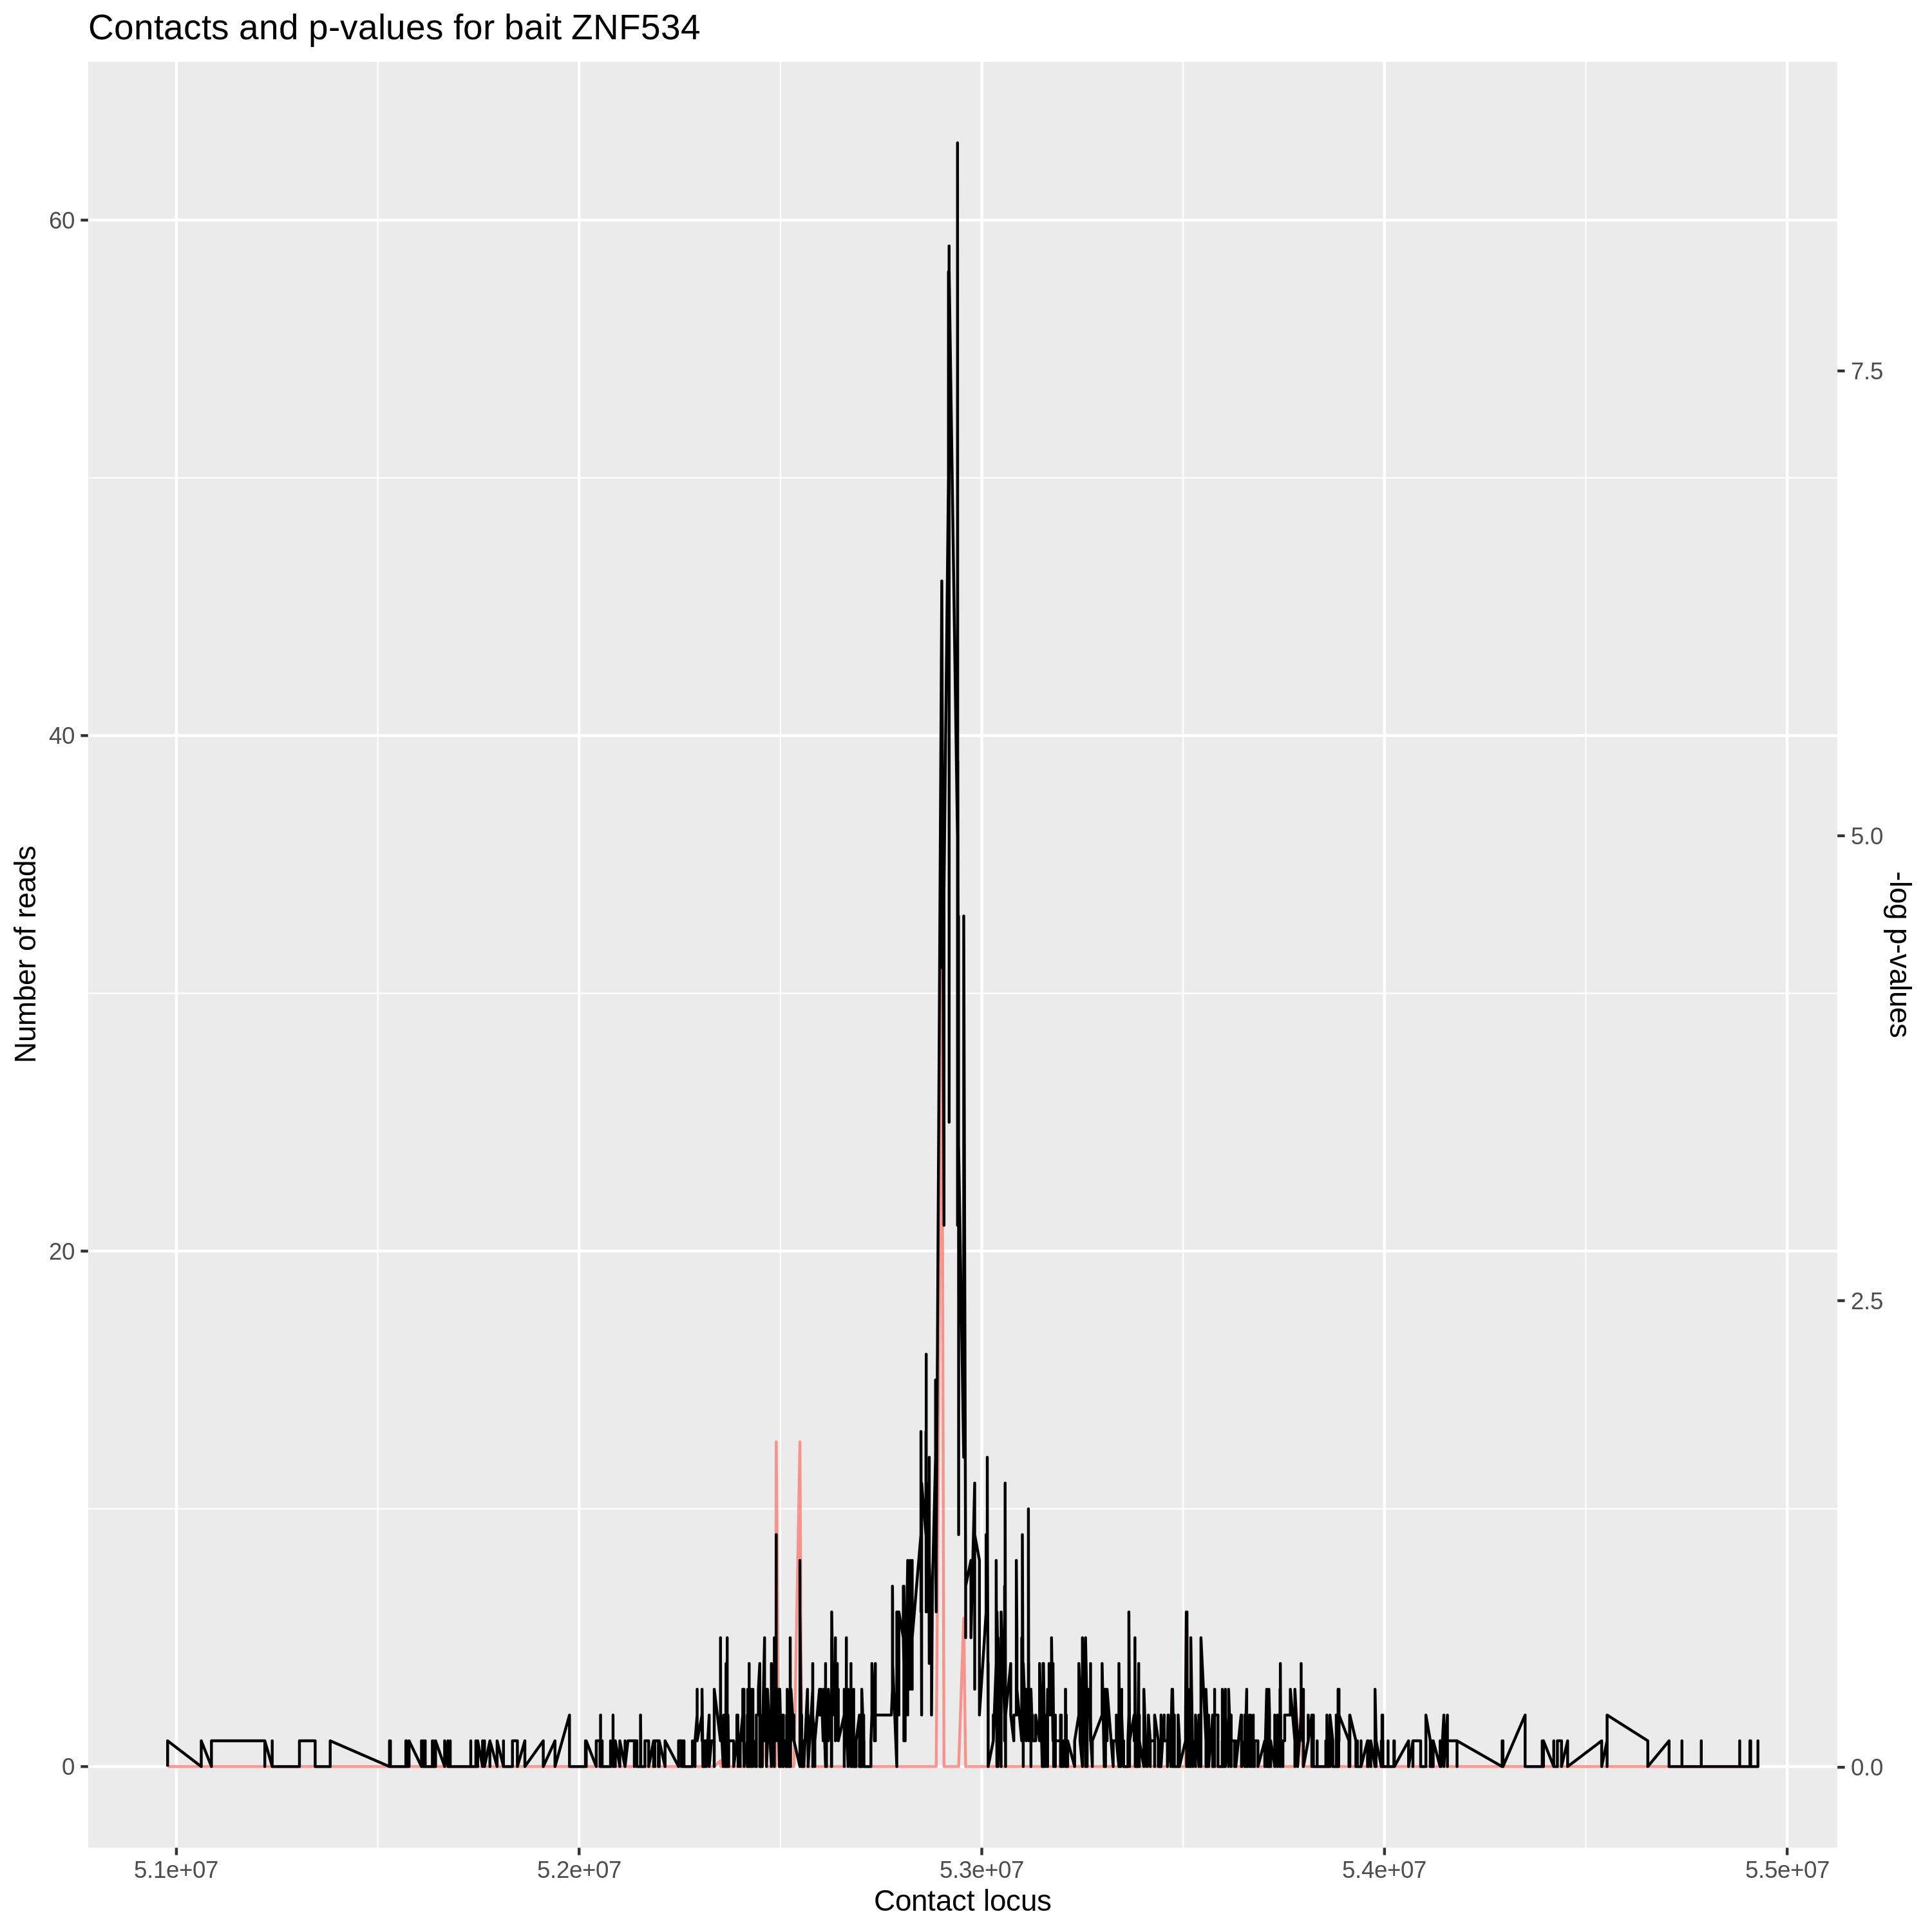 Contacts and p-values for bait ZNF534
60
40
20
0
7.5
5.0
2.5
0.0
Number of reads
-log p-values
5.1e+07 5.2e+07 5.3e+07 5.4e+07 5.5e+07
Contact locus